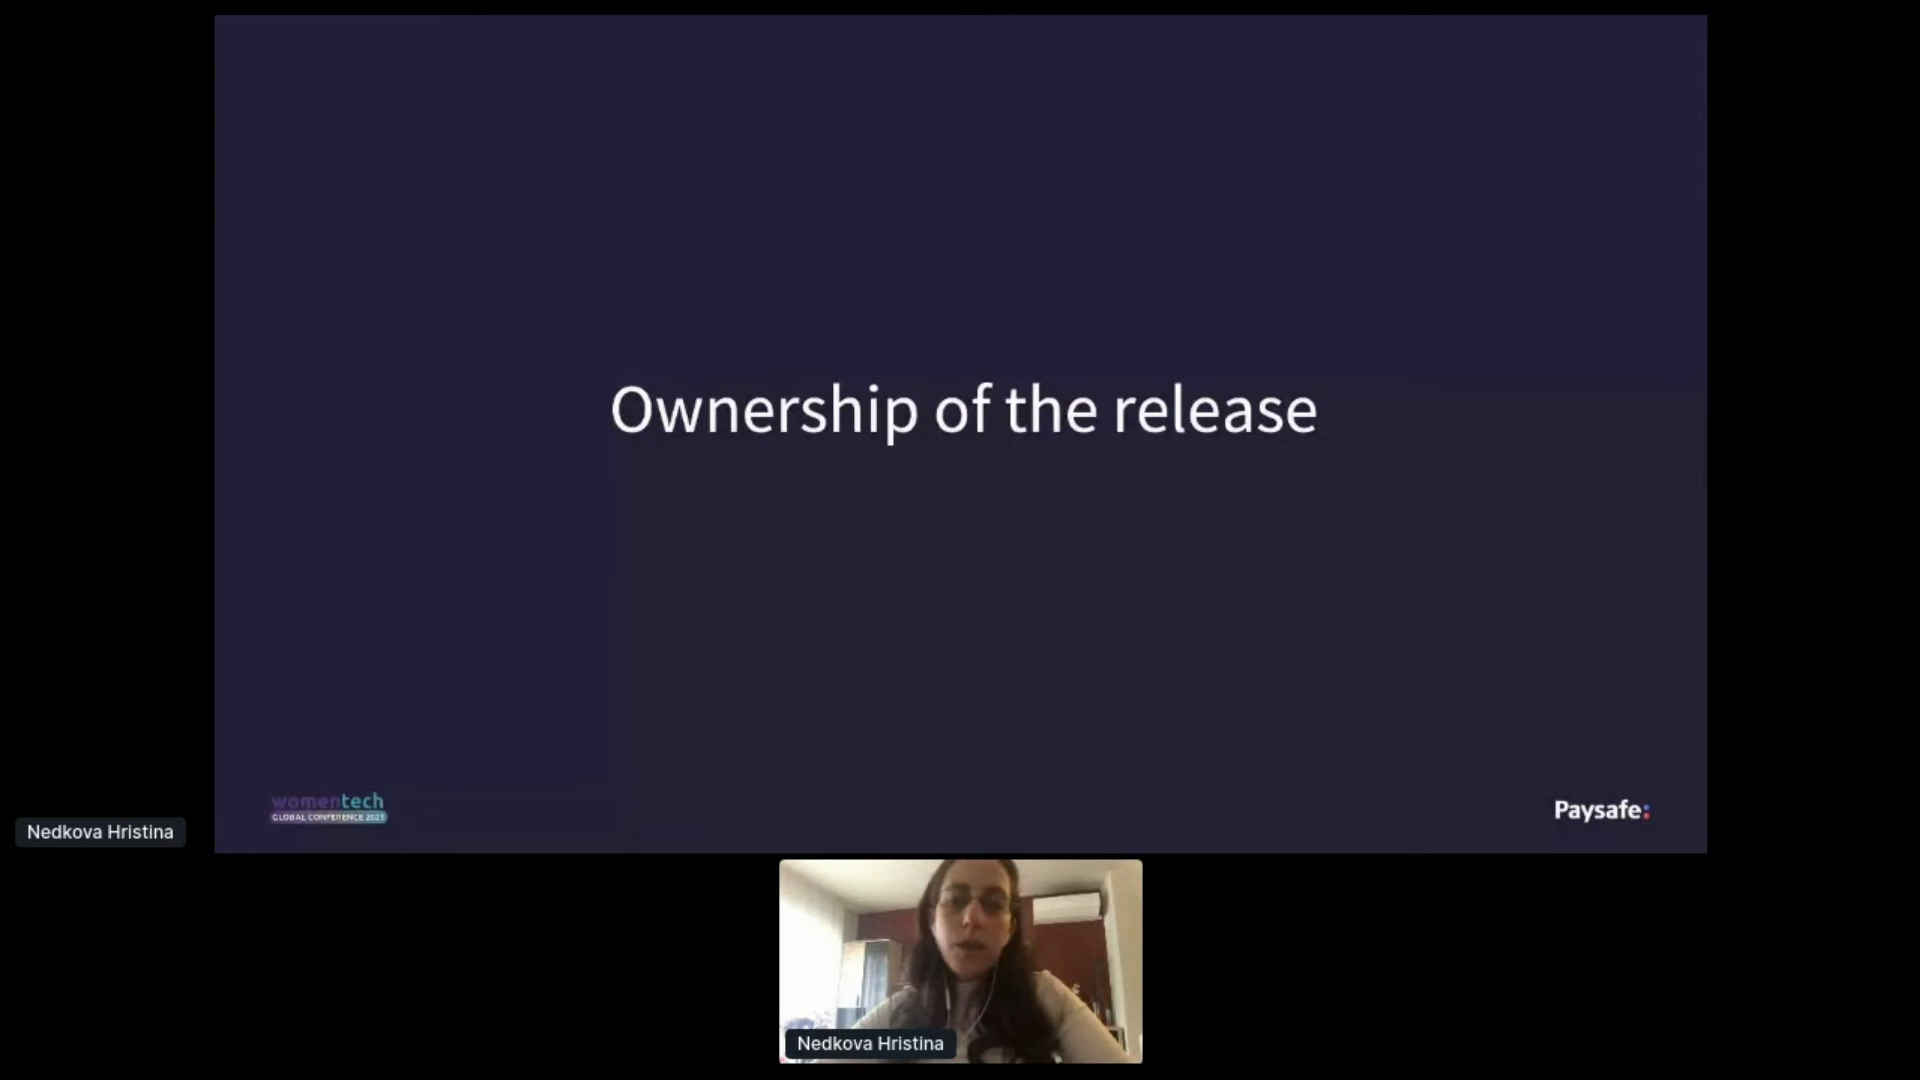 Ownership of the release
womentech
GLOBAL CONFERENCE 2021
Paysafe:
Nedkova Hristina
Nedkova Hristina